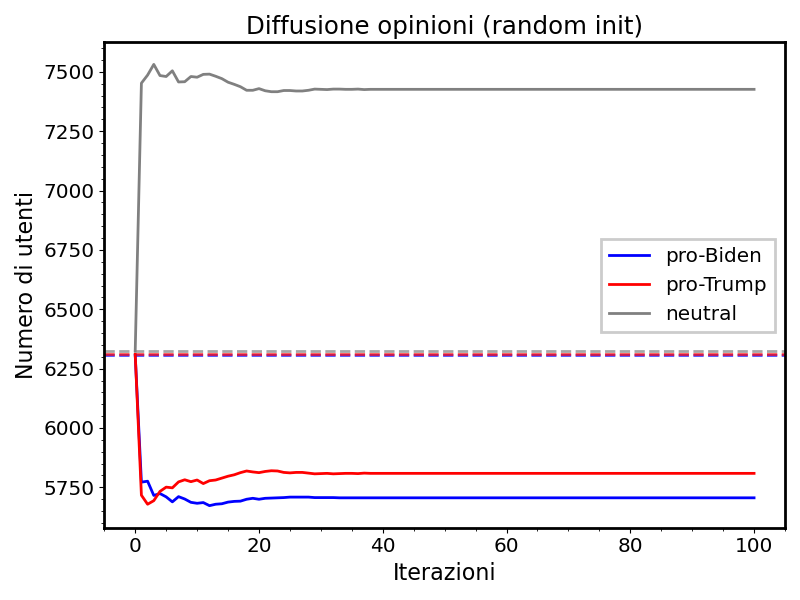 Diffusione opinioni (random init)
Numero di utenti
7500
7250
7000
6750
6500
6250
6000
5750
pro-Biden
pro-Trump
neutral
0 20 40 60 80 100
Iterazioni